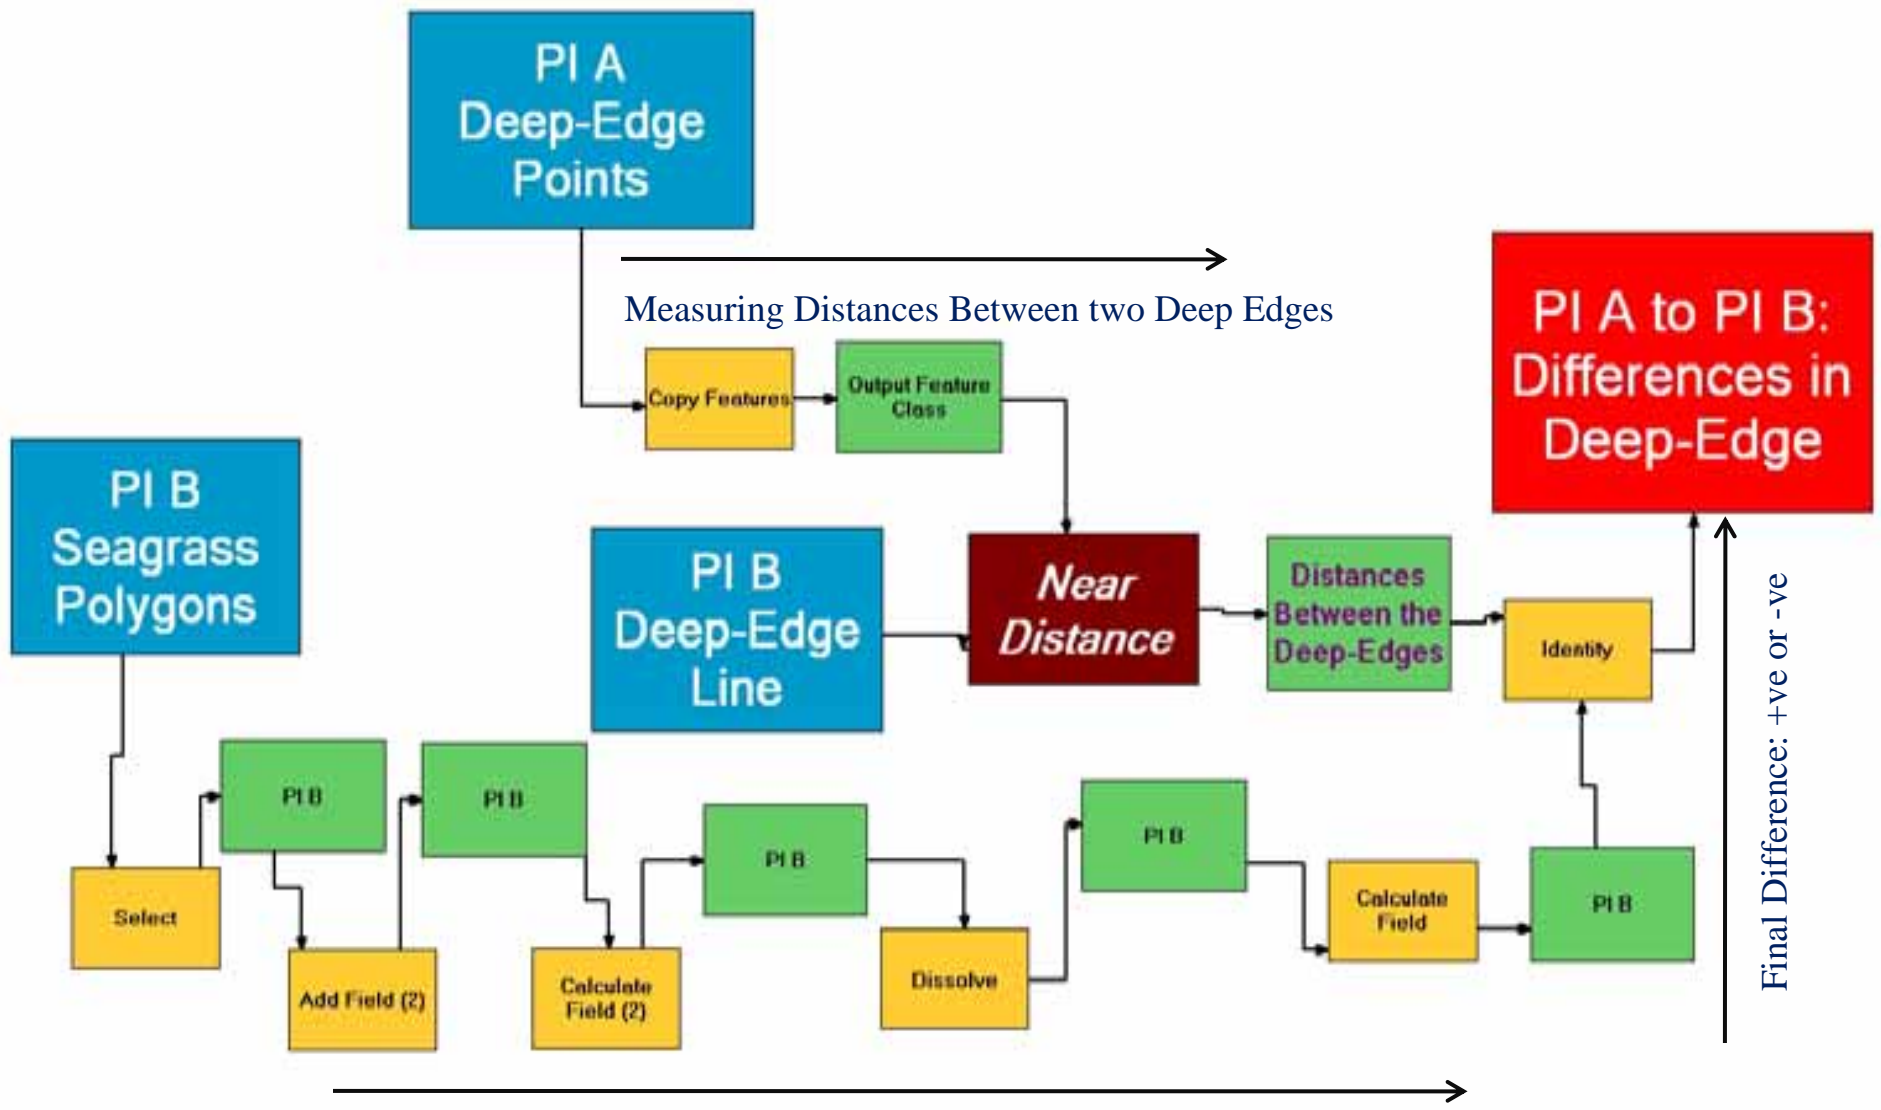 PI A
Deep-Edge
Points
Measuring Distances Between two Deep Edges
PI A to PI B:
Differences in
Deep-Edge
Copy Features
Output Feature
Class
PI B
Seagrass
Polygons
PI B
Deep-Edge
Line
Near
Distance
Distances
Between the
Deep-Edges
Identity
Final Difference: +ve or -ve
PI B
PI B
PI B
PI B
PI B
Select
Add Field (2)
Calculate
Field (2)
Dissolve
Calculate
Field